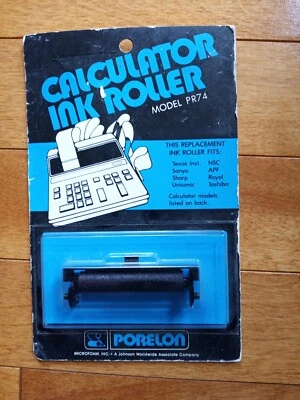 CALCULATOR
INK ROLLER
MODEL PR74
THIS REPLACEMENT
INK ROLLER FITS:
Texas Inst. NSC
Sanyo APF
Sharp Royal
Unisonic Toshiba
Calculator models
listed on back.
PORELON
MICROFOAM, INC. • A Johnson Worldwide Associate Company